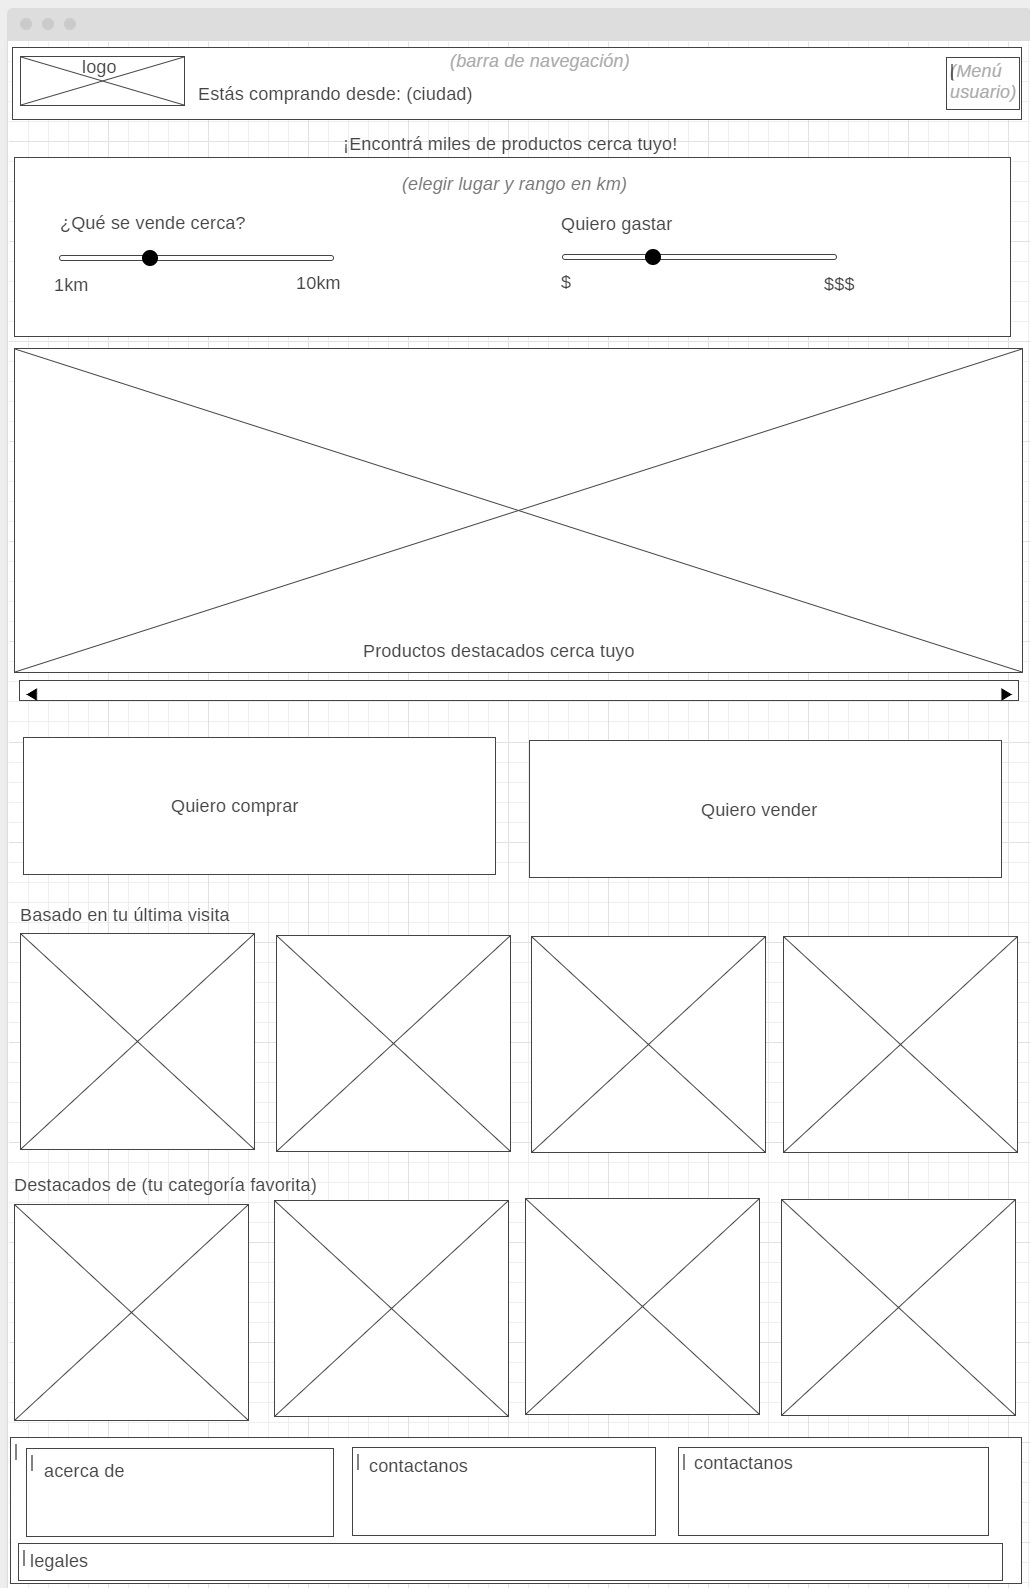 logo
(barra de navegación)
Estás comprando desde: (ciudad)
(Menú
usuario)
¡Encontrá miles de productos cerca tuyo!
(elegir lugar y rango en km)
¿Qué se vende cerca?
Quiero gastar
1km
10km
$
$$$
Productos destacados cerca tuyo
Quiero comprar
Quiero vender
Basado en tu última visita
Destacados de (tu categoría favorita)
acerca de
contactanos
contactanos
legales